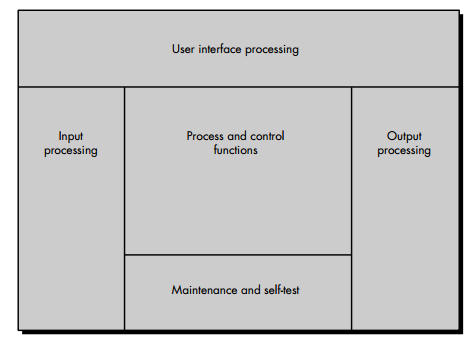 User interface processing
Input
processing
Process and control
functions
Output
processing
Maintenance and self-test